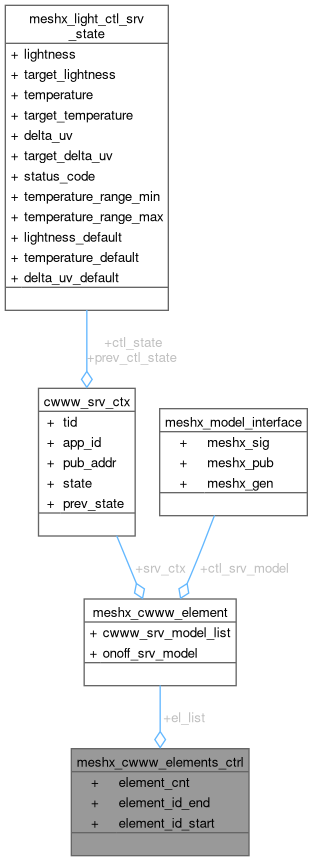 meshx_light_ctl_srv
_state
+ lightness
+ target_lightness
+ temperature
+ target_temperature
+ delta_uv
+ target_delta_uv
+ status_code
+ temperature_range_min
+ temperature_range_max
+ lightness_default
+ temperature_default
+ delta_uv_default
+ctl_state
+prev_ctl_state
cwww_srv_ctx
+ tid
+ app_id
+ pub_addr
+ state
+ prev_state
meshx_model_interface
+ meshx_sig
+ meshx_pub
+ meshx_gen
+srv_ctx
+ctl_srv_model
meshx_cwww_element
+ cwww_srv_model_list
+ onoff_srv_model
+el_list
meshx_cwww_elements_ctrl
+ element_cnt
+ element_id_end
+ element_id_start